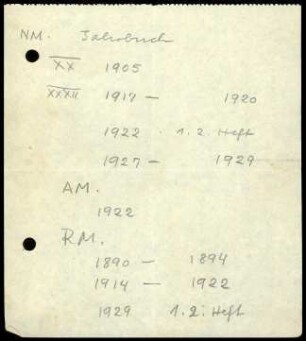 NM. Jahrbuch
XX 1905
XXXII 1917 — 1920
1922 . 1. 2. Heft
1927 — 1929
AM.
1922
RM.
1890 — 1894
1914 — 1922
1929 1. 2. Heft